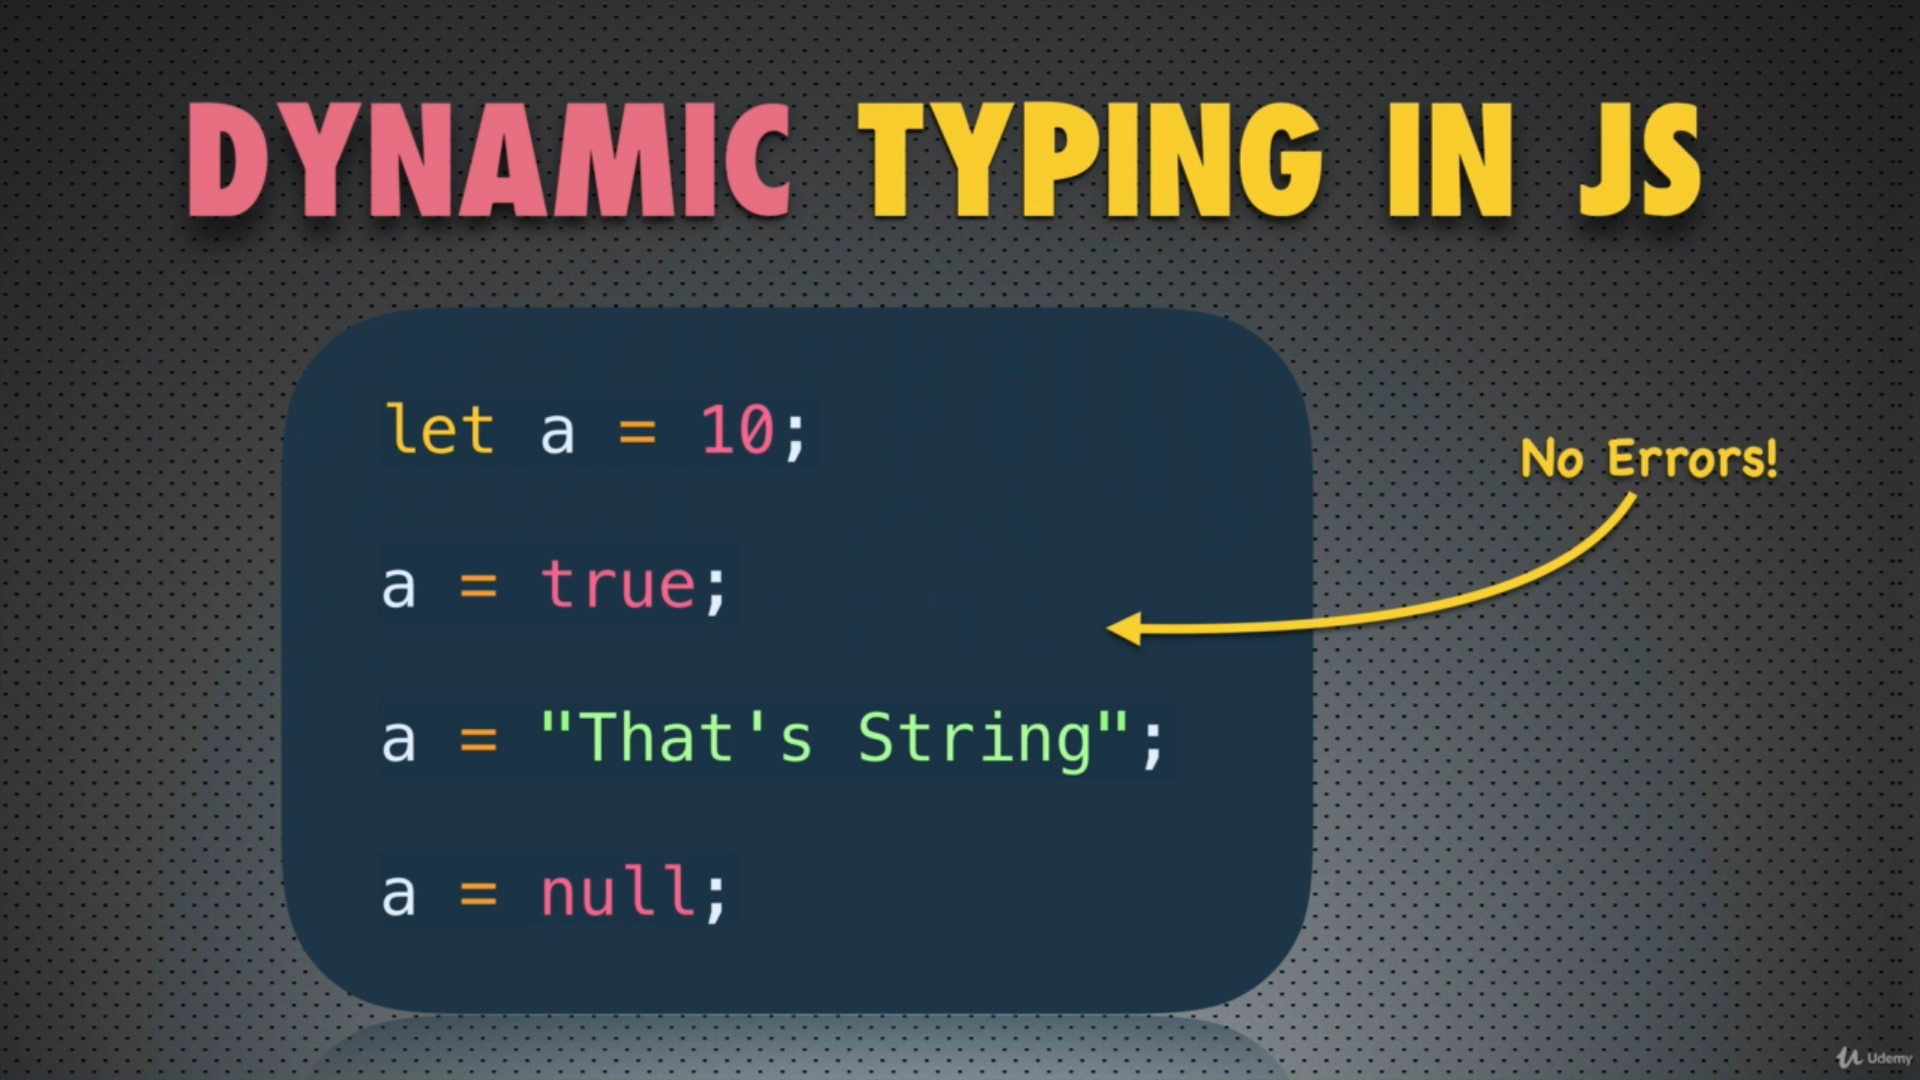 DYNAMIC TYPING IN JS
let a = 10;
No Errors!
a = true;
a = "That's String";
a = null;
Udemy